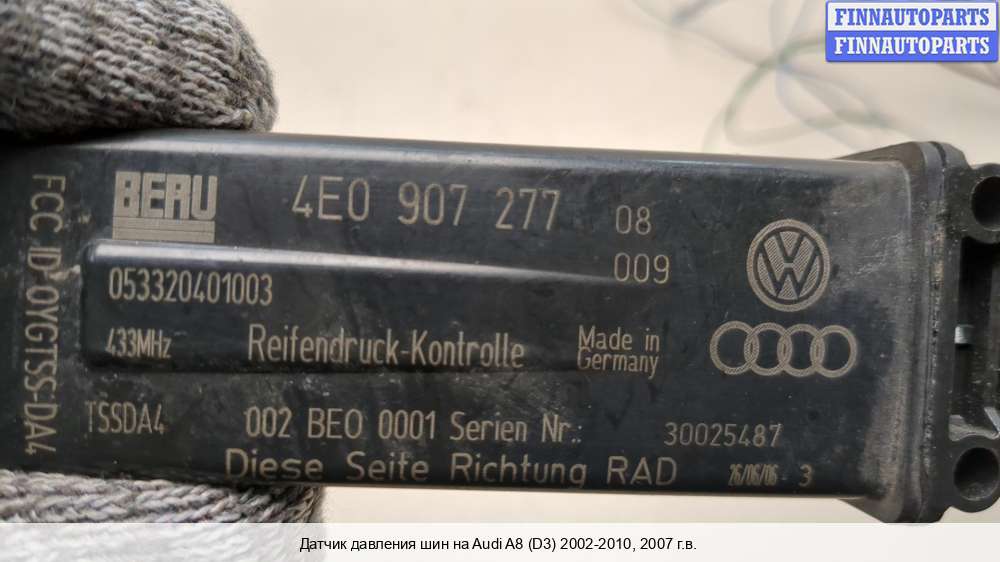 FINNAUTOPARTS
FINNAUTOPARTS
BERU
4E0 907 277 08
009
053320401003
433MHz Reifendruck-Kontrolle
Made in
Germany
TSSDA4
002 BE0 0001 Serien Nr.: 30025487
Diese Seite Richtung RAD
26/06/06 - 3
FCC ID·OYGTSS-DA4
Датчик давления шин на Audi A8 (D3) 2002-2010, 2007 г.в.